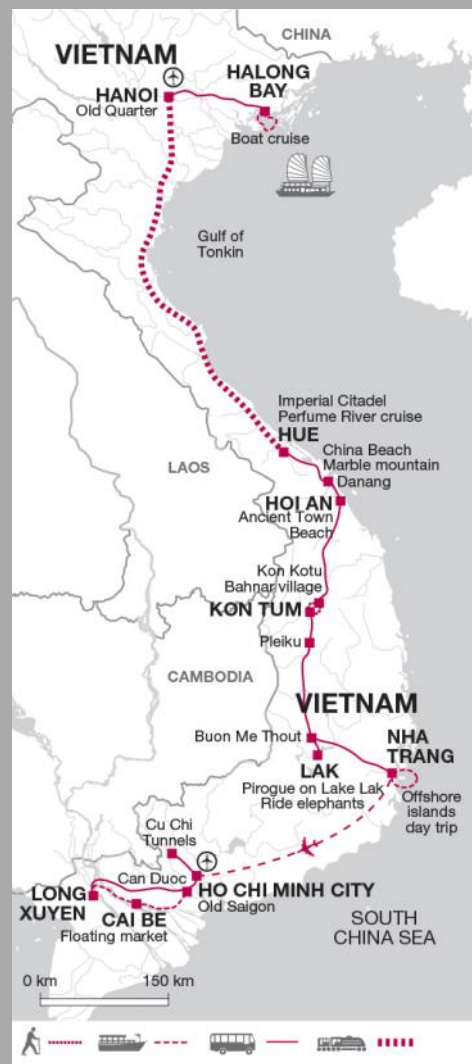 CHINA
VIETNAM
HANOI
Old Quarter
HALONG
BAY
Boat cruise
Gulf of
Tonkin
Imperial Citadel
Perfume River cruise
HUE
China Beach
Marble mountain
Danang
LAOS
HOI AN
Ancient Town
Beach
Kon Kotu
Bahnar village
KON TUM
Pleiku
CAMBODIA
VIETNAM
Buon Me Thout
NHA
TRANG
LAK
Pirogue on Lake Lak
Ride elephants
Offshore
islands
day trip
Cu Chi
Tunnels
Can Duoc
HO CHI MINH CITY
Old Saigon
LONG
XUYEN
CAI BE
Floating market
SOUTH
CHINA SEA
0 km
150 km